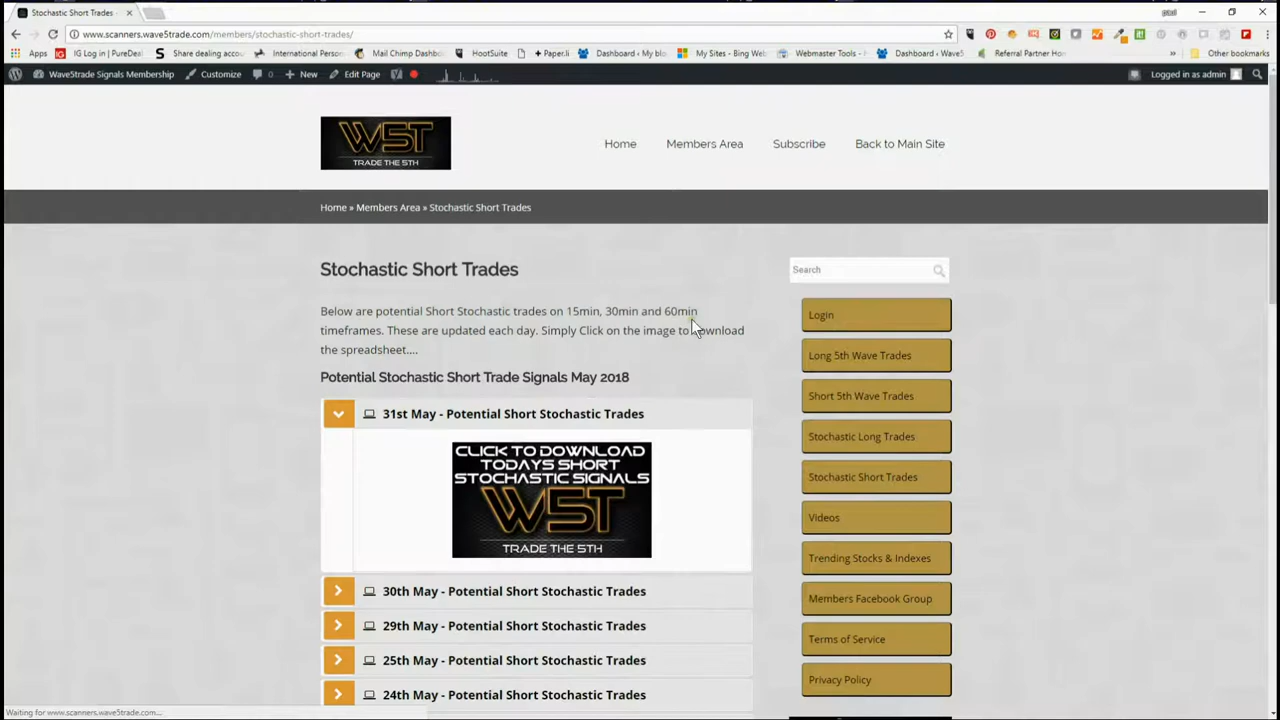 Stochastic Short Trades
paul
www.scanners.wave5trade.com/members/stochastic-short-trades/
Apps IG Log in | PureDeal Share dealing accou International Person Mail Chimp Dashbo HootSuite + Paper.li Dashboard ‹ My blo My Sites - Bing Web Webmaster Tools - Dashboard ‹ Wave5 Referral Partner Hom » Other bookmarks
Wave5trade Signals Membership Customize 0 New Edit Page Logged in as admin
W5T
TRADE THE 5TH
Home Members Area Subscribe Back to Main Site
Home » Members Area » Stochastic Short Trades
Stochastic Short Trades
Below are potential Short Stochastic trades on 15min, 30min and 60min
timeframes. These are updated each day. Simply Click on the image to download
the spreadsheet....
Potential Stochastic Short Trade Signals May 2018
31st May - Potential Short Stochastic Trades
CLICK TO DOWNLOAD
TODAYS SHORT
STOCHASTIC SIGNALS
W5T
TRADE THE 5TH
30th May - Potential Short Stochastic Trades
29th May - Potential Short Stochastic Trades
25th May - Potential Short Stochastic Trades
24th May - Potential Short Stochastic Trades
Search
Login
Long 5th Wave Trades
Short 5th Wave Trades
Stochastic Long Trades
Stochastic Short Trades
Videos
Trending Stocks & Indexes
Members Facebook Group
Terms of Service
Privacy Policy
Waiting for www.scanners.wave5trade.com...